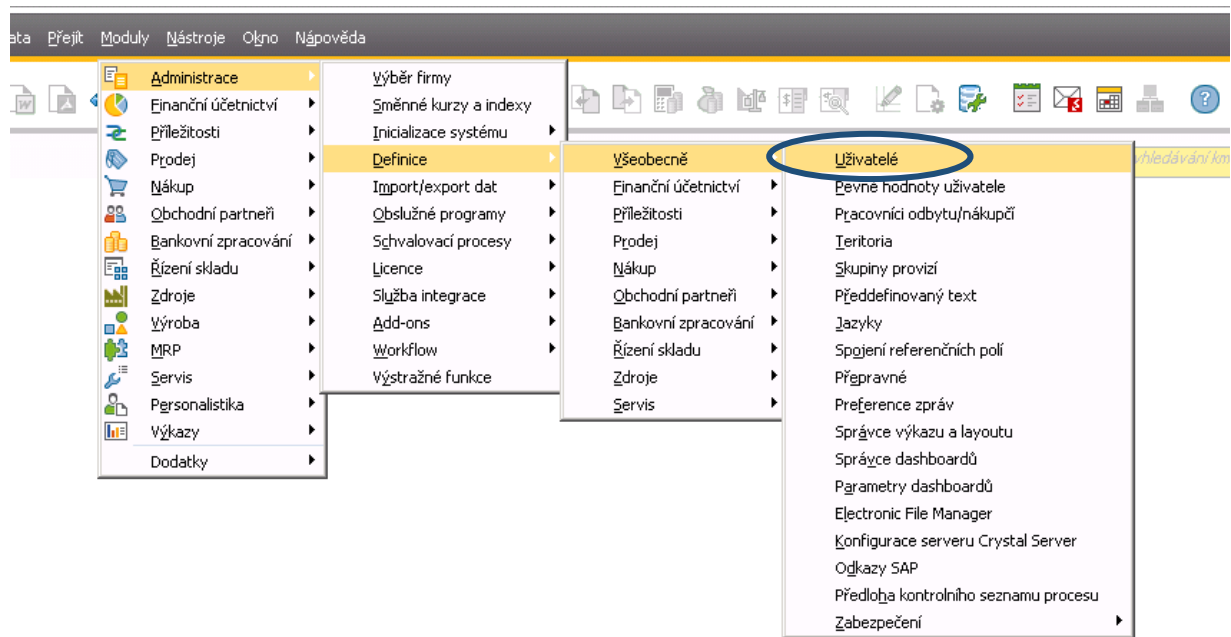 ata Přejít Moduly Nástroje Okno Nápověda
Administrace
Finanční účetnictví
Příležitosti
Prodej
Nákup
Obchodní partneři
Bankovní zpracování
Řízení skladu
Zdroje
Výroba
MRP
Servis
Personalistika
Výkazy
Dodatky
Výběr firmy
Směnné kurzy a indexy
Inicializace systému
Definice
Import/export dat
Obslužné programy
Schvalovací procesy
Licence
Služba integrace
Add-ons
Workflow
Výstražné funkce
Všeobecně
Finanční účetnictví
Příležitosti
Prodej
Nákup
Obchodní partneři
Bankovní zpracování
Řízení skladu
Zdroje
Servis
Uživatelé
Pevné hodnoty uživatele
Pracovníci odbytu/nákupčí
Teritoria
Skupiny provizí
Předdefinovaný text
Jazyky
Spojení referenčních polí
Přepravné
Preference zpráv
Správce výkazu a layoutu
Správce dashboardů
Parametry dashboardů
Electronic File Manager
Konfigurace serveru Crystal Server
Odkazy SAP
Předloha kontrolního seznamu procesu
Zabezpečení
yhledávání km